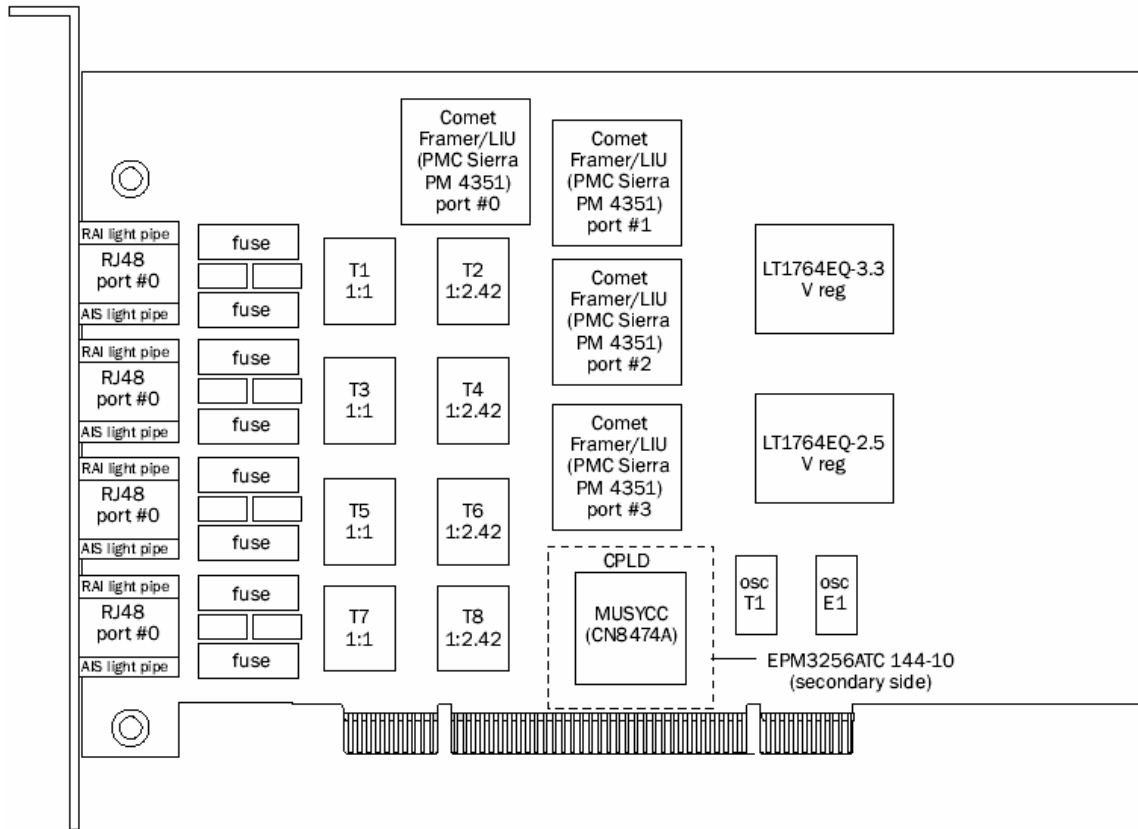 Comet
Framer/LIU
(PMC Sierra
PM 4351)
port #0
Comet
Framer/LIU
(PMC Sierra
PM 4351)
port #1
RAI light pipe
RJ48
port #0
AIS light pipe
fuse
fuse
T1
1:1
T2
1:2.42
LT1764EQ-3.3
V reg
Comet
Framer/LIU
(PMC Sierra
PM 4351)
port #2
RAI light pipe
RJ48
port #0
AIS light pipe
fuse
fuse
T3
1:1
T4
1:2.42
Comet
Framer/LIU
(PMC Sierra
PM 4351)
port #3
LT1764EQ-2.5
V reg
RAI light pipe
RJ48
port #0
AIS light pipe
fuse
fuse
T5
1:1
T6
1:2.42
CPLD
MUSYCC
(CN8474A)
osc
T1
osc
E1
RAI light pipe
RJ48
port #0
AIS light pipe
fuse
fuse
T7
1:1
T8
1:2.42
EPM3256ATC 144-10
(secondary side)